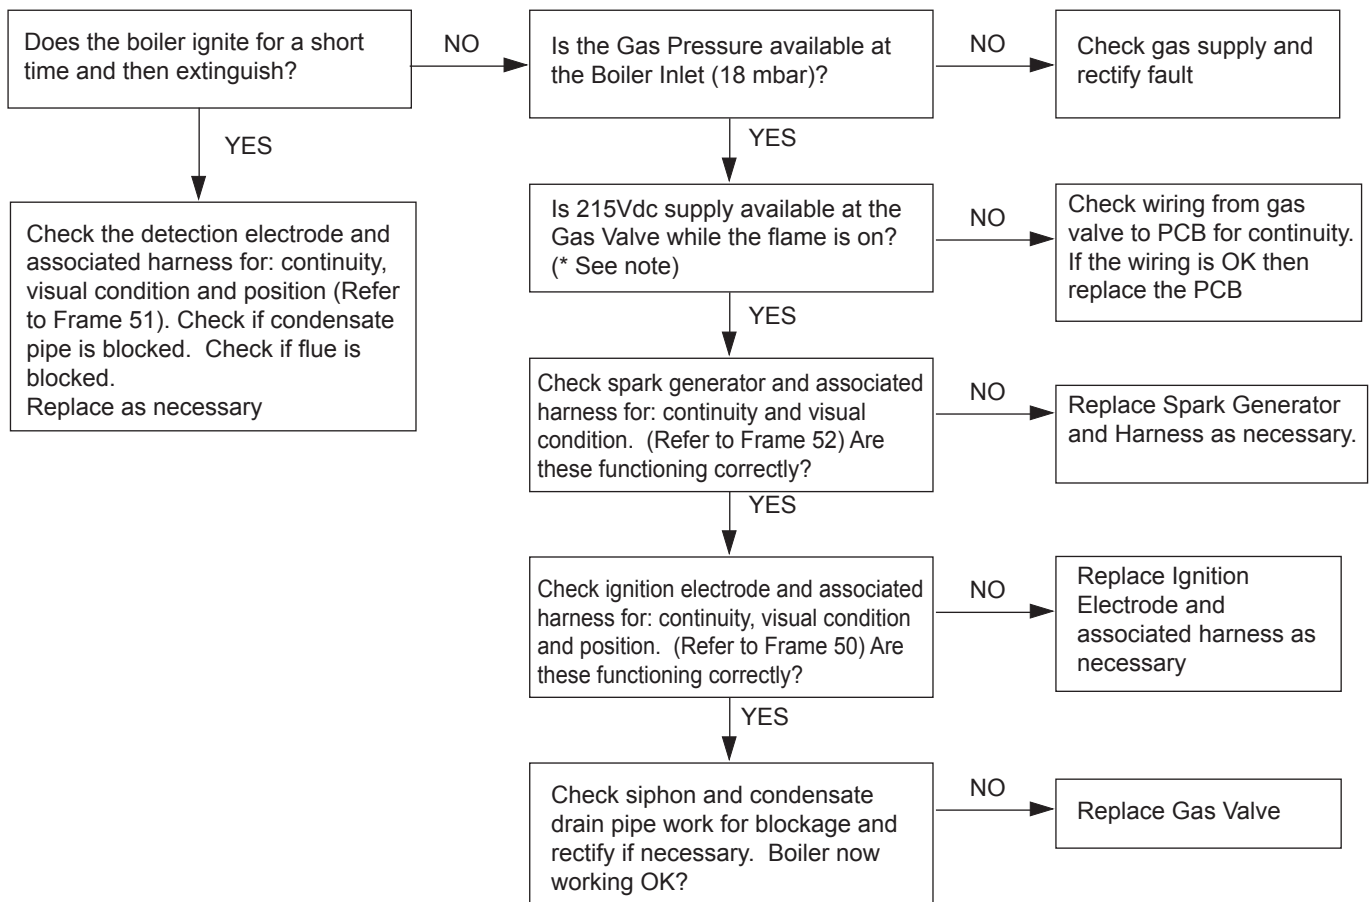 Does the boiler ignite for a short
time and then extinguish?
NO
Is the Gas Pressure available at
the Boiler Inlet (18 mbar)?
NO
Check gas supply and
rectify fault
YES
YES
Check the detection electrode and
associated harness for: continuity,
visual condition and position (Refer
to Frame 51). Check if condensate
pipe is blocked.  Check if flue is
blocked.
Replace as necessary
Is 215Vdc supply available at the
Gas Valve while the flame is on?
(* See note)
NO
Check wiring from gas
valve to PCB for continuity.
If the wiring is OK then
replace the PCB
YES
Check spark generator and associated
harness for: continuity and visual
condition.  (Refer to Frame 52) Are
these functioning correctly?
NO
Replace Spark Generator
and Harness as necessary.
YES
Check ignition electrode and associated
harness for: continuity, visual condition
and position.  (Refer to Frame 50) Are
these functioning correctly?
NO
Replace Ignition
Electrode and
associated harness as
necessary
YES
Check siphon and condensate
drain pipe work for blockage and
rectify if necessary.  Boiler now
working OK?
NO
Replace Gas Valve